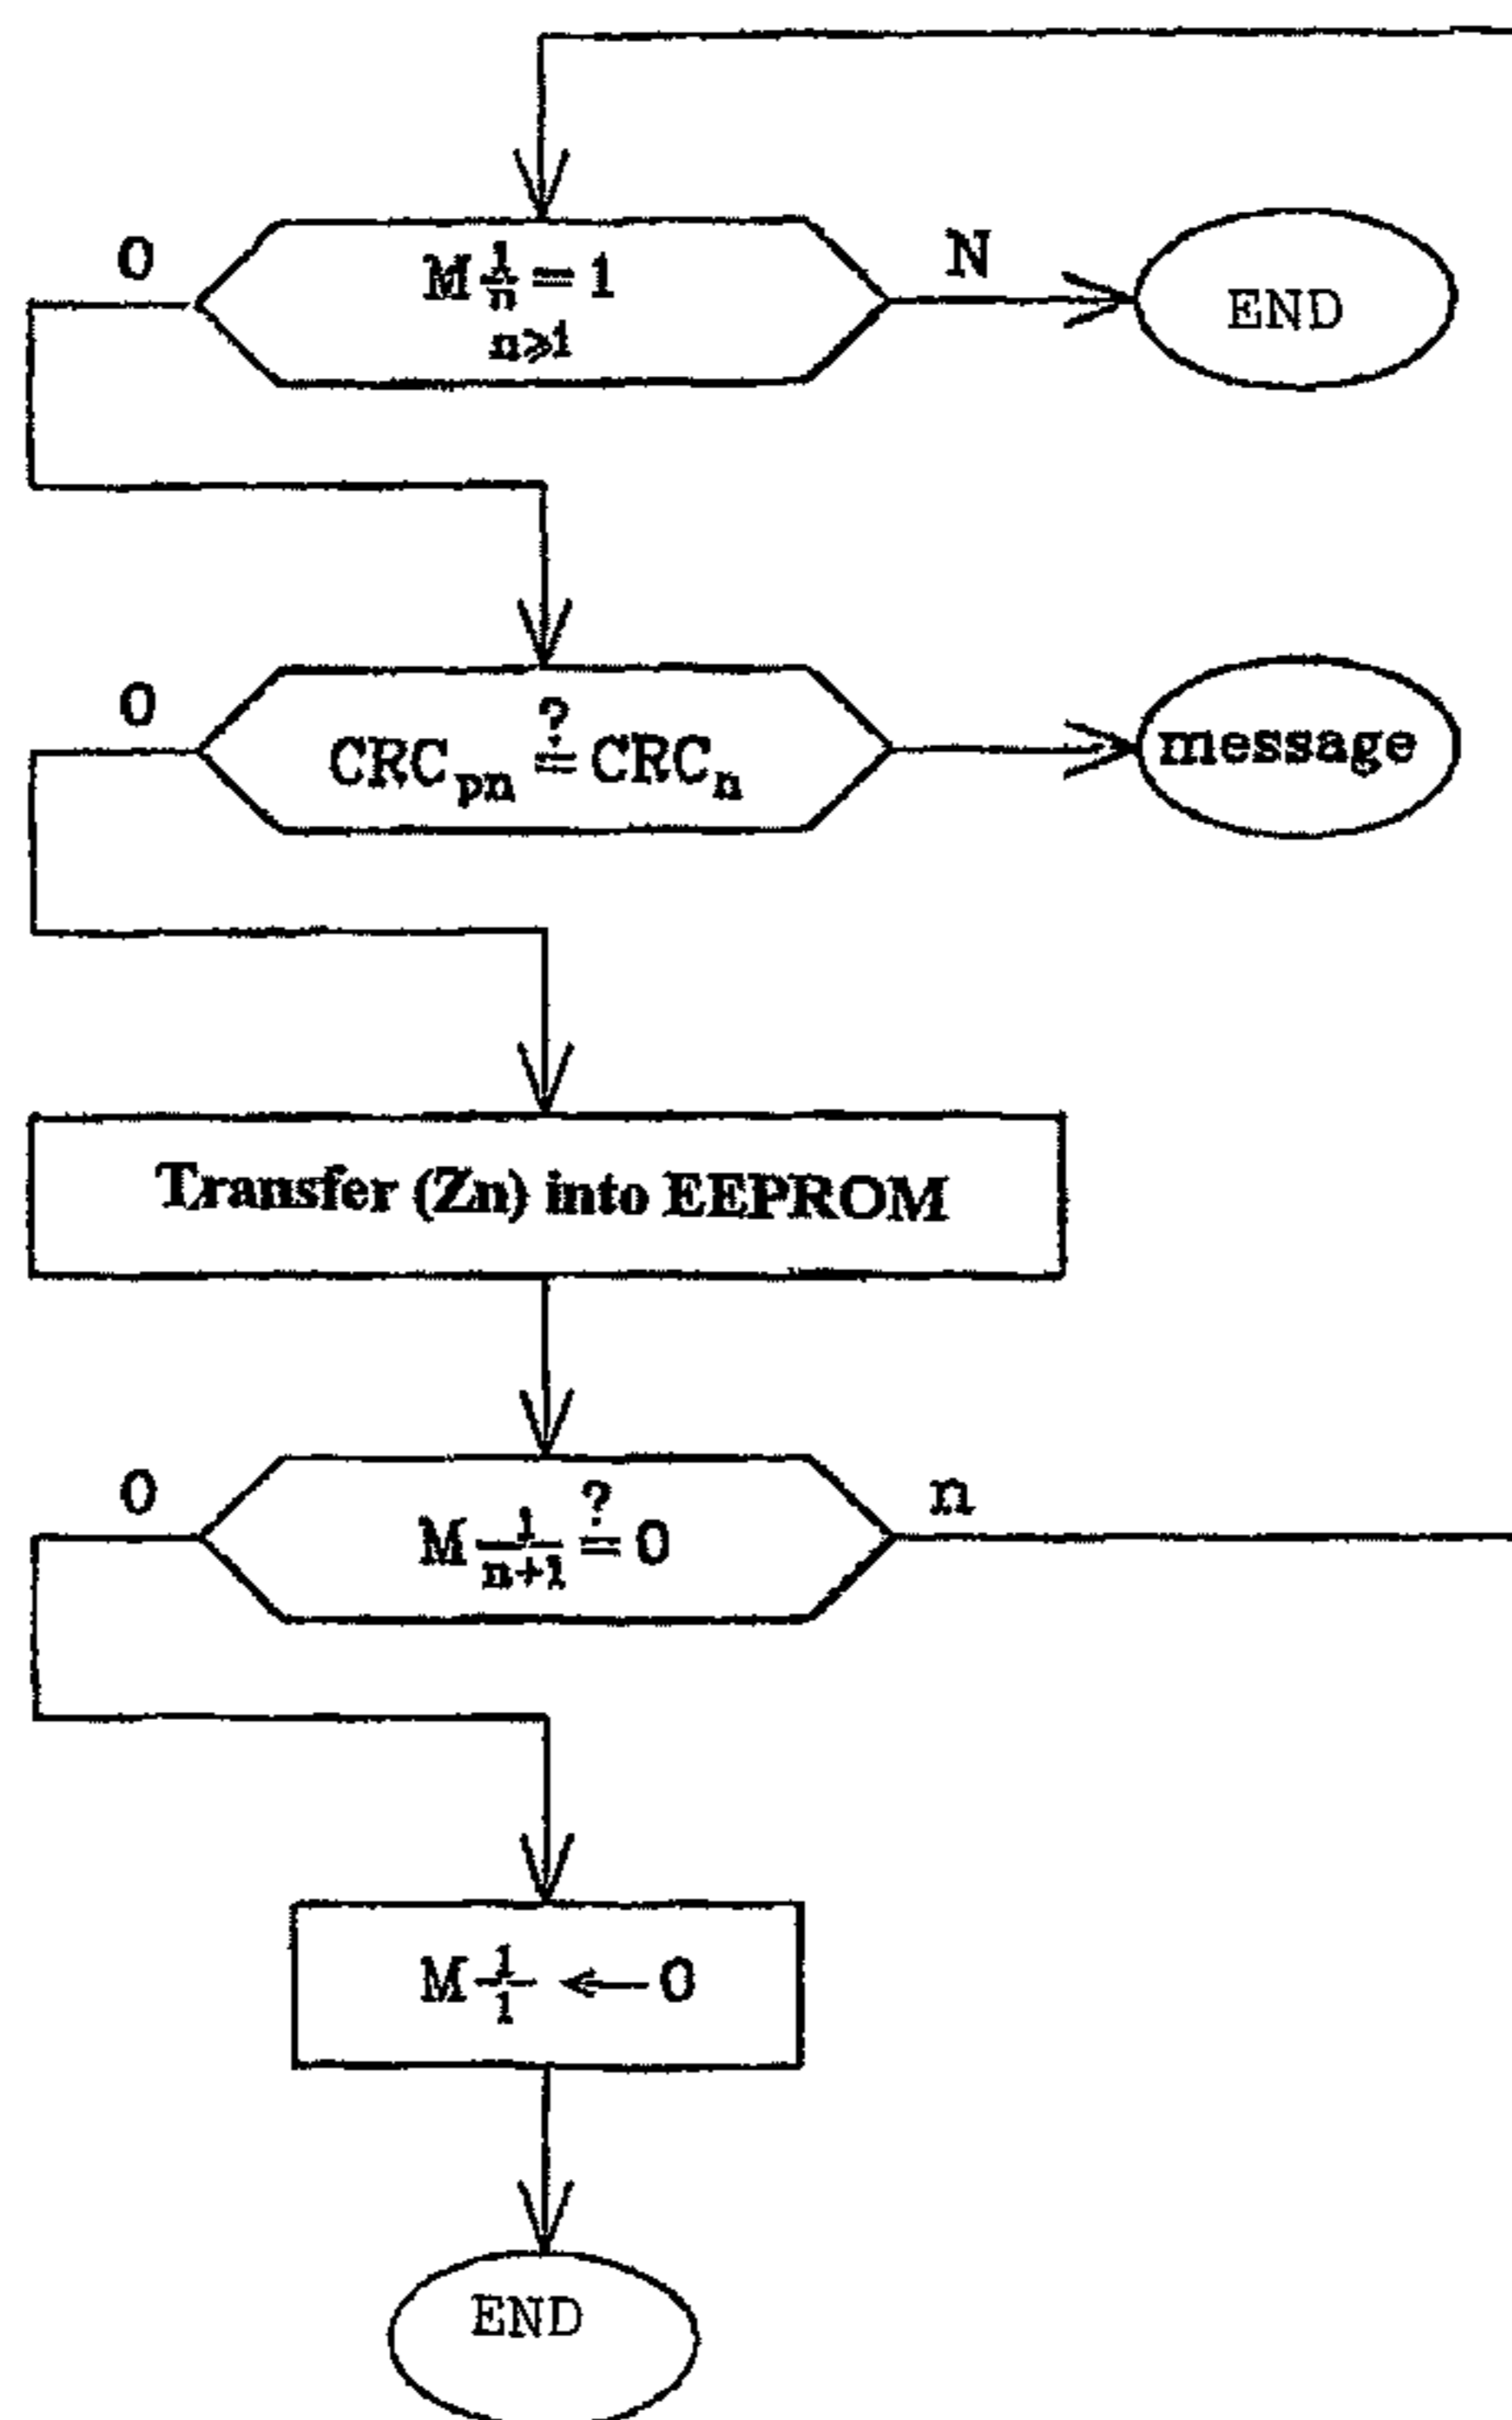 O
M 1/n = 1
n⩾1
N
END
O
?
CRCpn = CRCn
message
Transfer (Zn) into EEPROM
O
?
M 1/n+1 = 0
n
M 1/1 ← 0
END